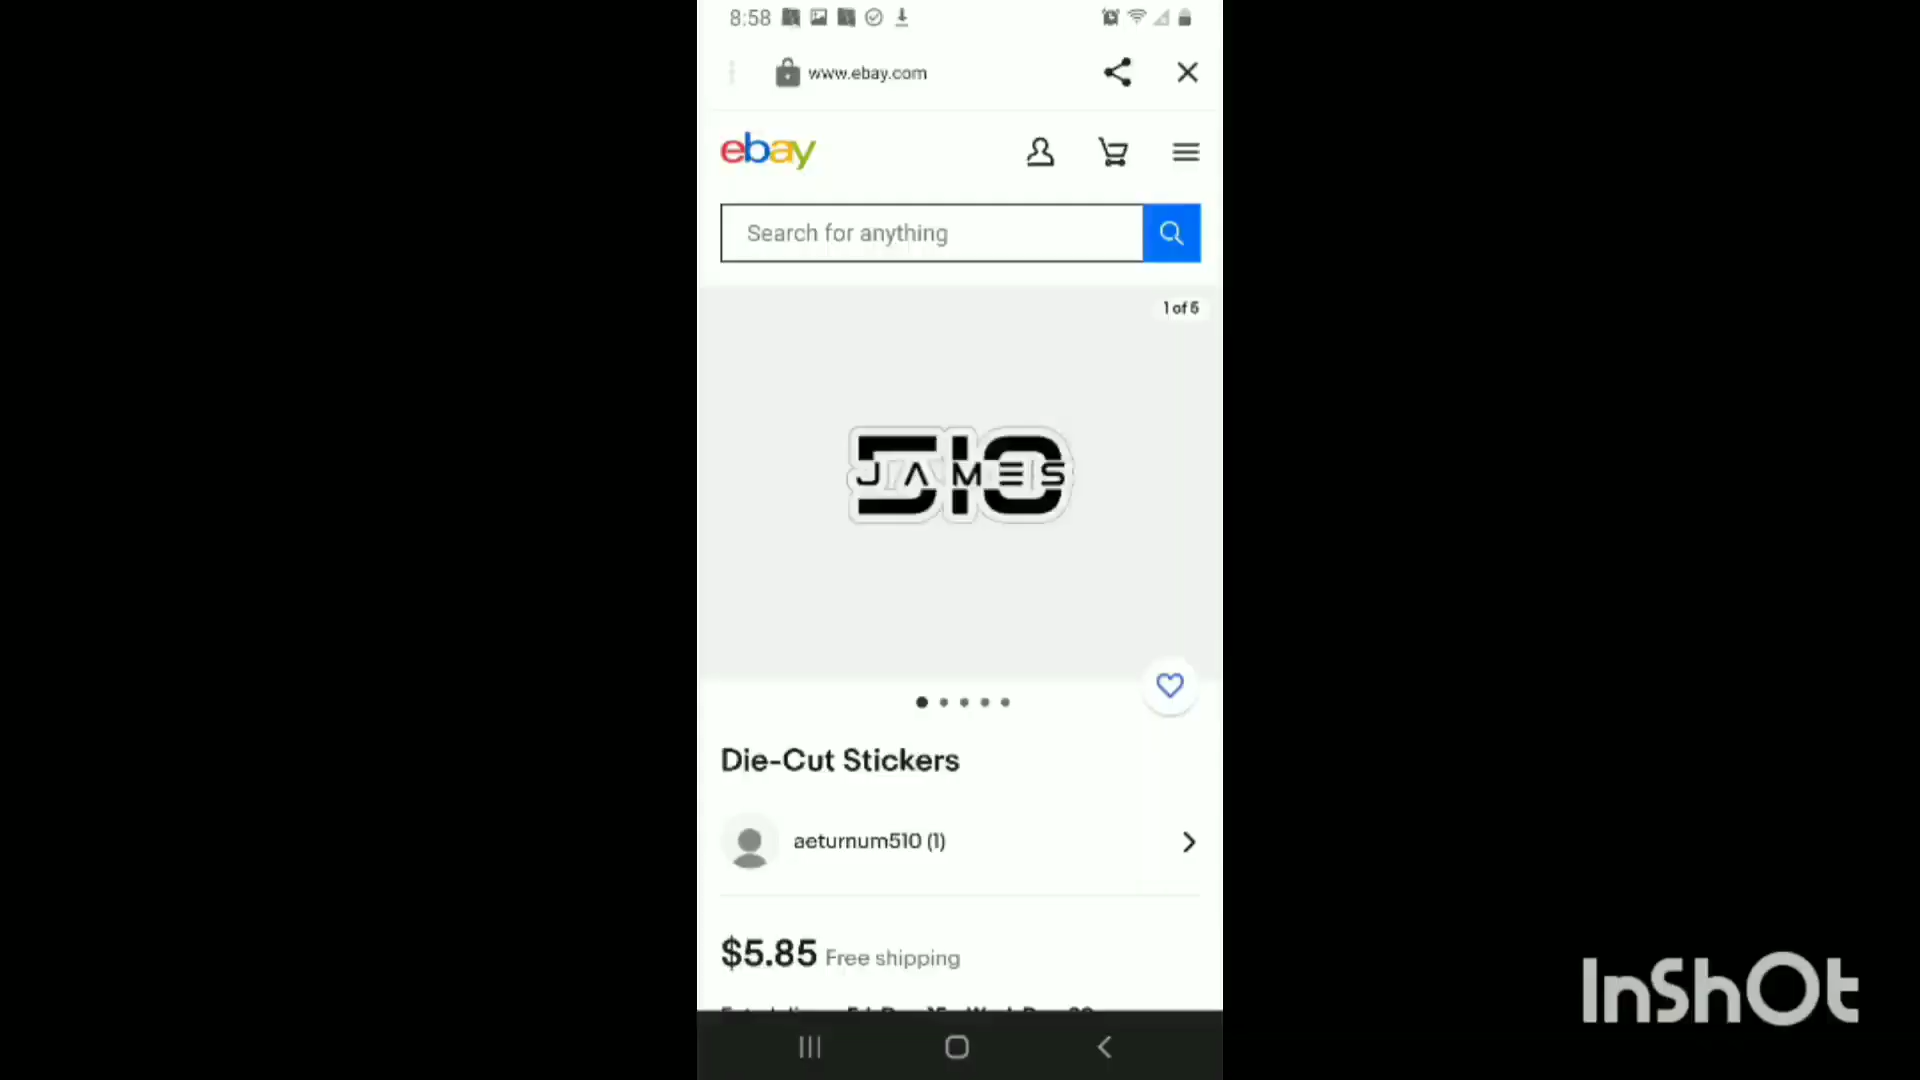 8:58
www.ebay.com
ebay
Search for anything
1 of 5
510
JAMES
Die-Cut Stickers
aeturnum510 (1)
$5.85 Free shipping
InShOt